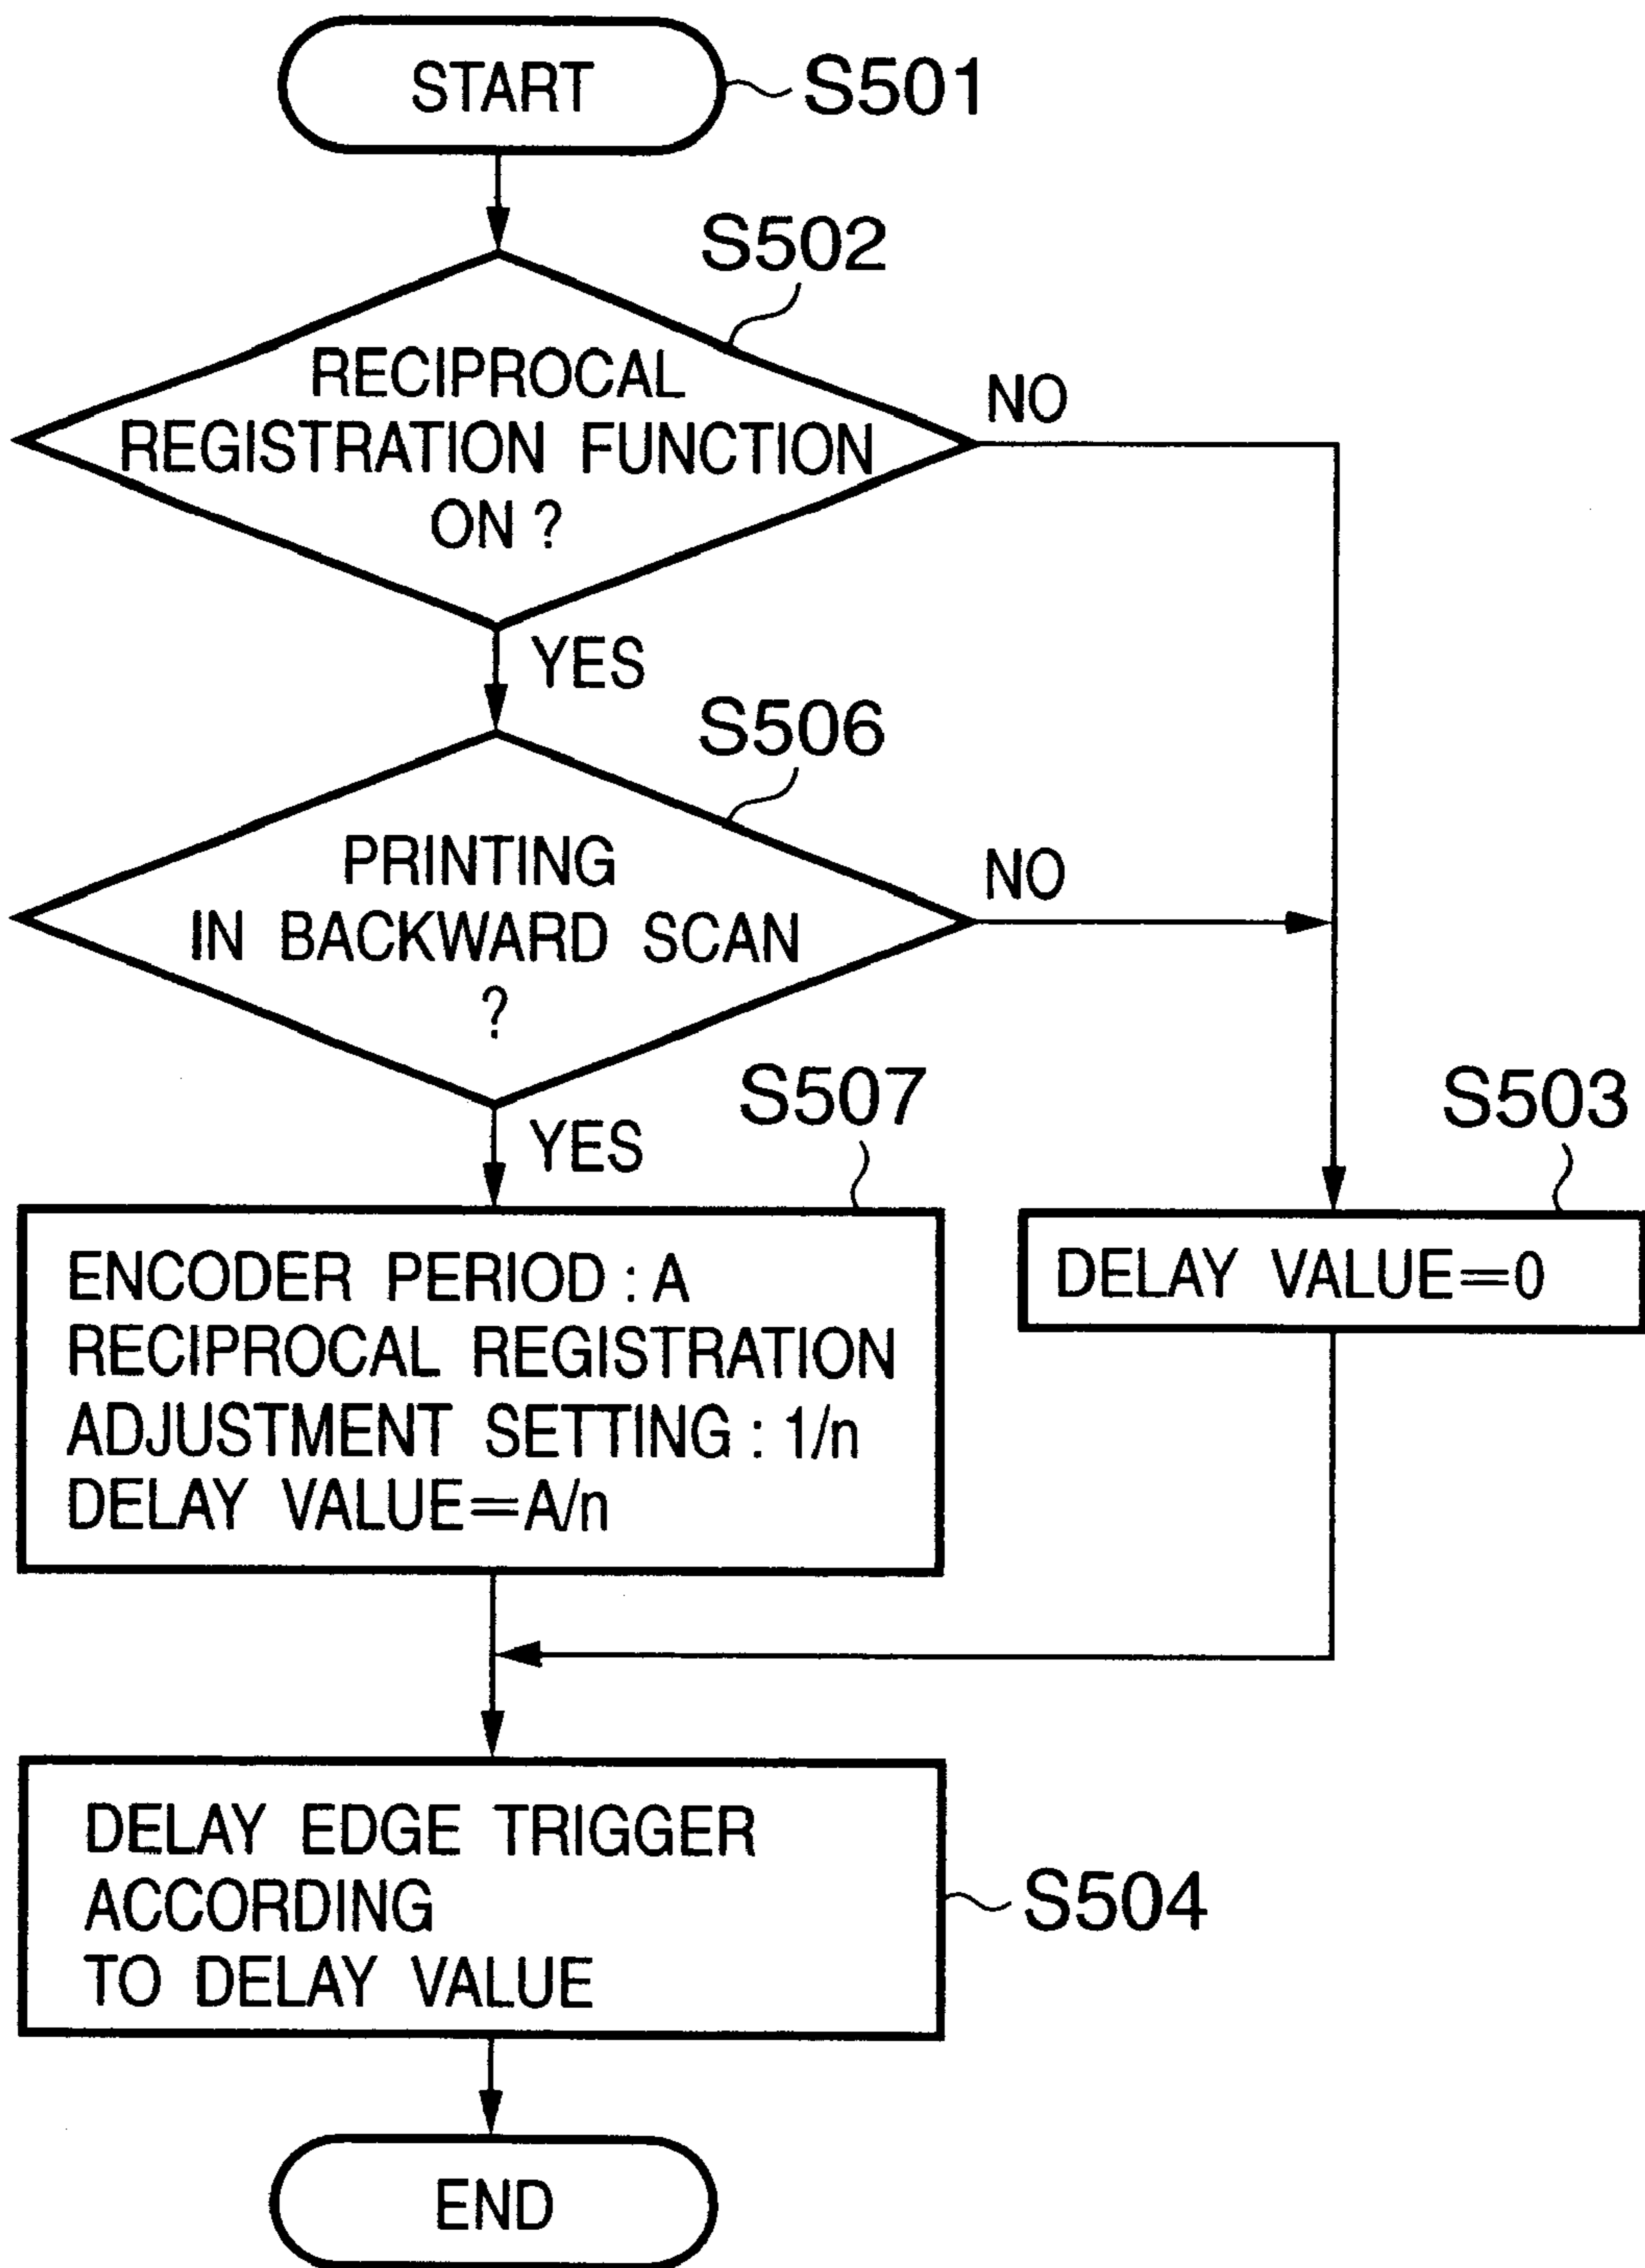 START
S501
S502
RECIPROCAL
REGISTRATION FUNCTION
ON ?
NO
YES
S506
PRINTING
IN BACKWARD SCAN
?
NO
YES
S507
S503
ENCODER PERIOD : A
RECIPROCAL REGISTRATION
ADJUSTMENT SETTING : 1/n
DELAY VALUE=A/n
DELAY VALUE=0
DELAY EDGE TRIGGER
ACCORDING
TO DELAY VALUE
S504
END